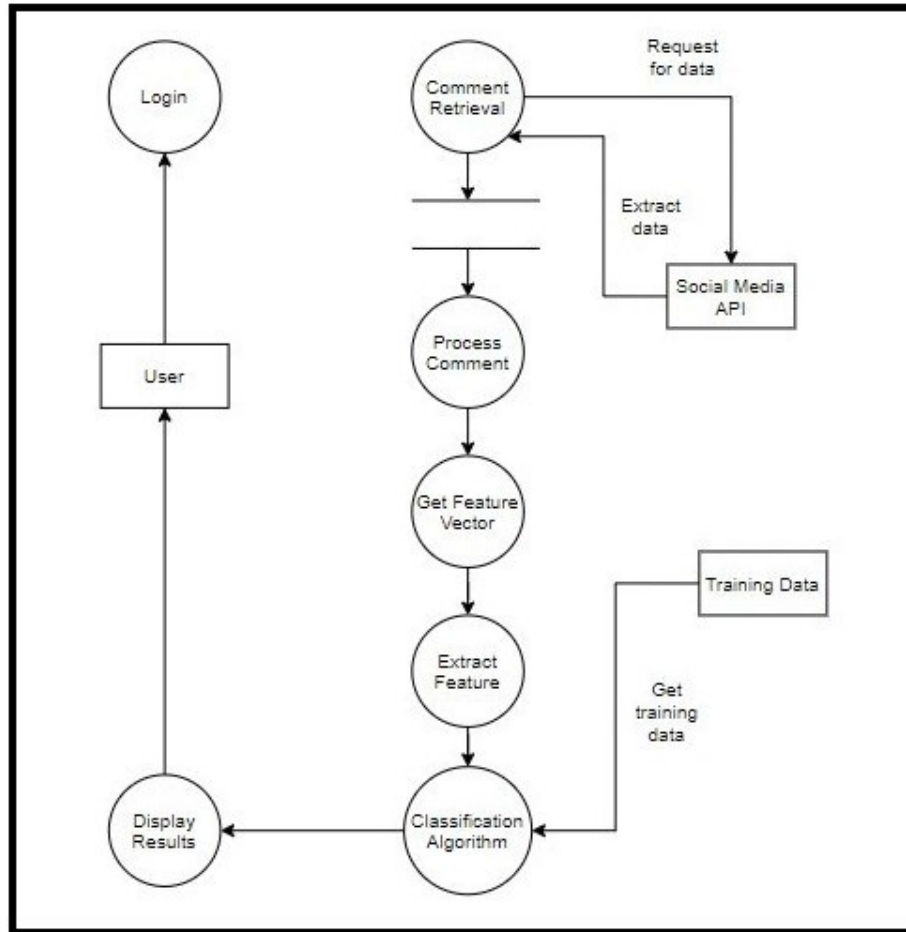 Login
Comment
Retrieval
Request
for data
Extract
data
Social Media
API
Process
Comment
User
Get Feature
Vector
Training Data
Extract
Feature
Get
training
data
Display
Results
Classification
Algorithm